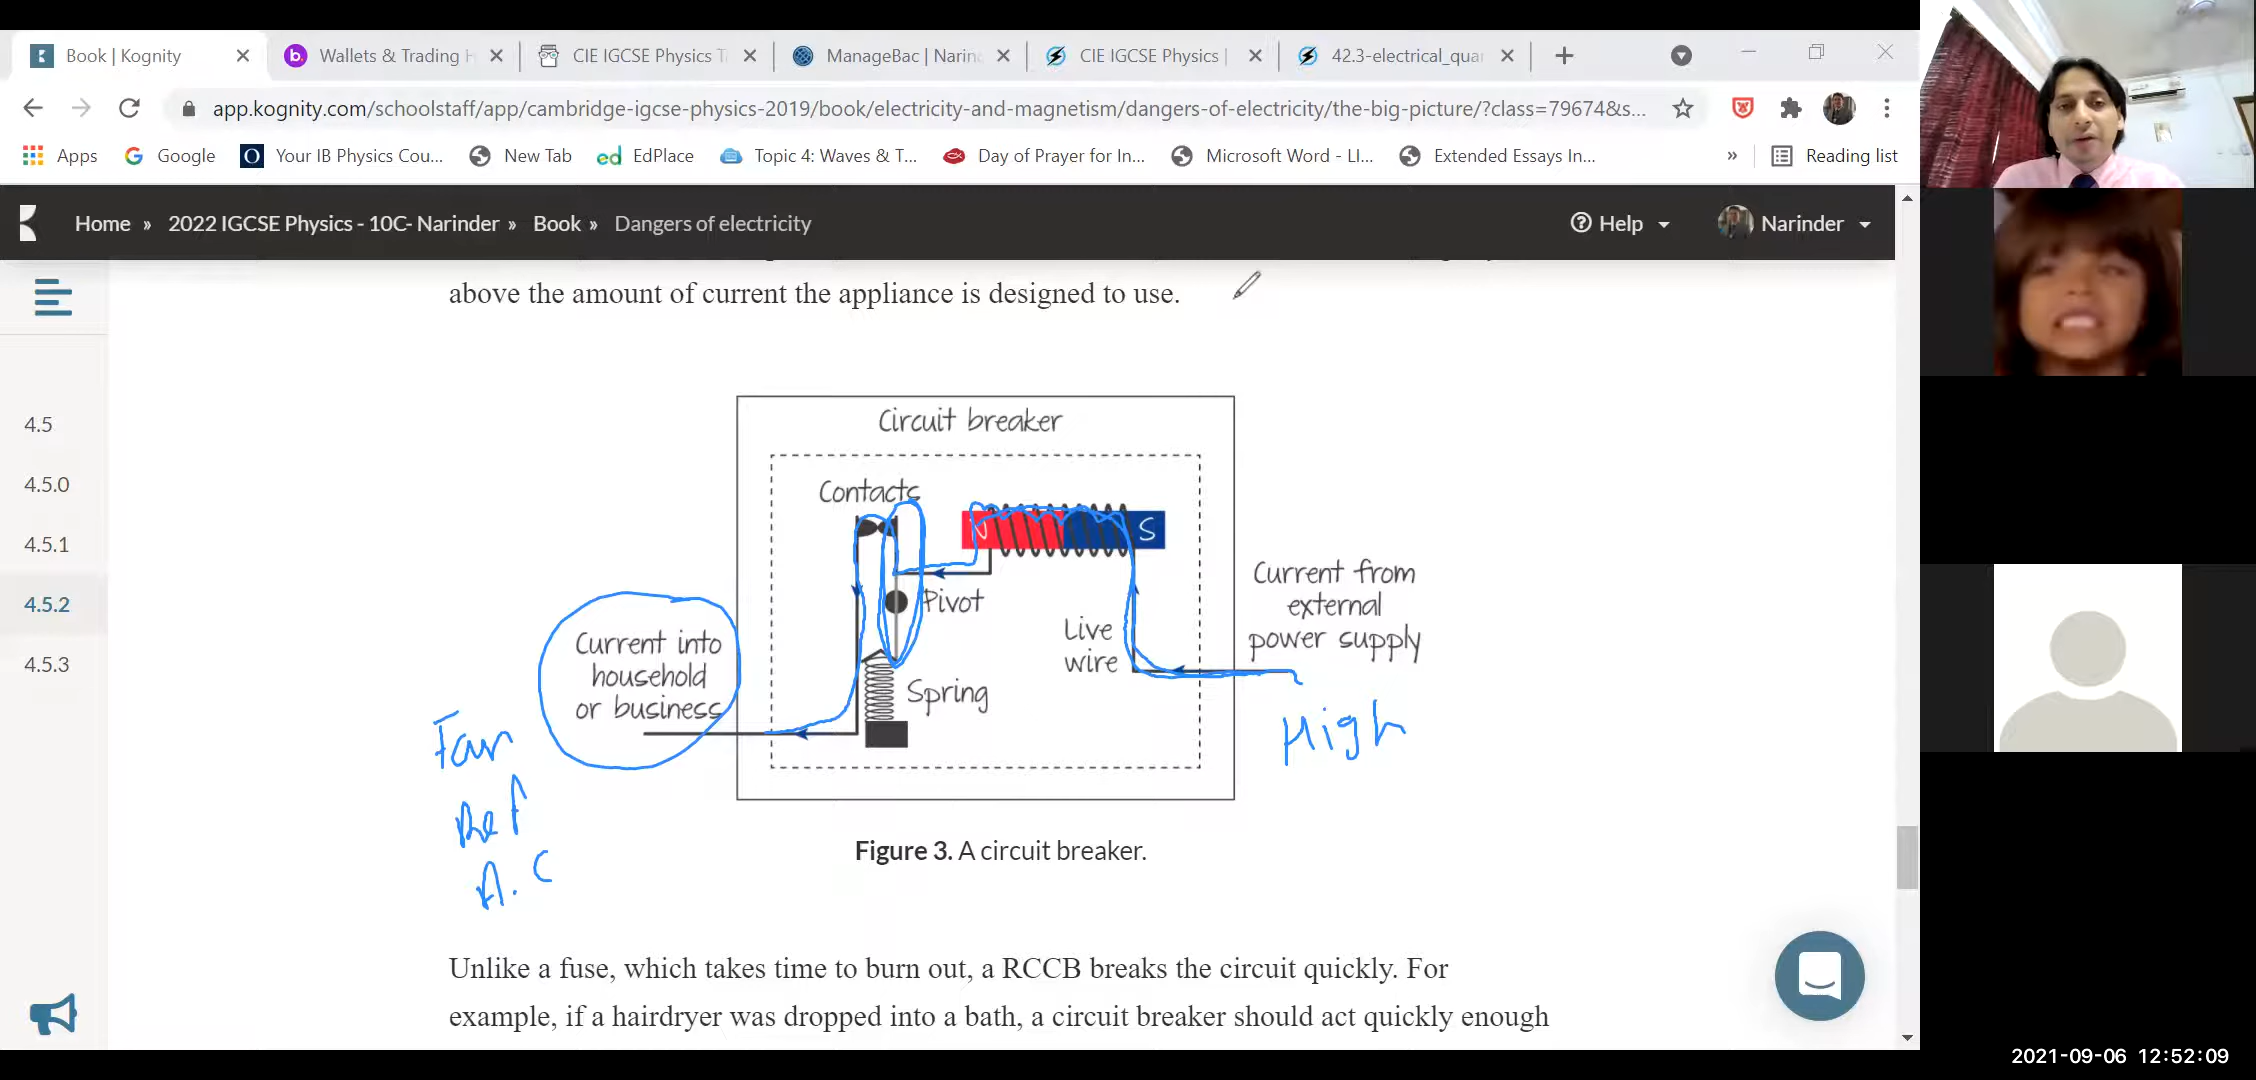 Book | Kognity
Wallets & Trading H
CIE IGCSE Physics T
ManageBac | Narin
CIE IGCSE Physics |
42.3-electrical_qua
app.kognity.com/schoolstaff/app/cambridge-igcse-physics-2019/book/electricity-and-magnetism/dangers-of-electricity/the-big-picture/?class=79674&s...
Apps
Google
Your IB Physics Cou...
New Tab
EdPlace
Topic 4: Waves & T...
Day of Prayer for In...
Microsoft Word - LI...
Extended Essays In...
»
Reading list
Home » 2022 IGCSE Physics - 10C- Narinder » Book » Dangers of electricity
Help
Narinder
above the amount of current the appliance is designed to use.
4.5
4.5.0
4.5.1
4.5.2
4.5.3
Circuit breaker
Contacts
N
S
Pivot
Live
wire
Spring
Current from
external
power supply
Current into
household
or business
High
Fan
Ref
A.C
Figure 3. A circuit breaker.
Unlike a fuse, which takes time to burn out, a RCCB breaks the circuit quickly. For
example, if a hairdryer was dropped into a bath, a circuit breaker should act quickly enough
2021-09-06 12:52:09